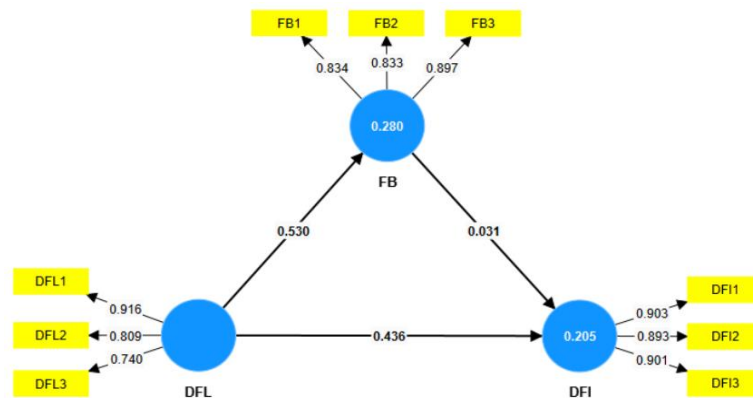 FB1 FB2 FB3
0.834 0.833 0.897
0.280
FB
0.530 0.031
DFL1 DFI1
0.916 0.903
DFL2 0.809 0.436 0.205 0.893 DFI2
0.740 0.901
DFL3 DFI3
DFL DFI